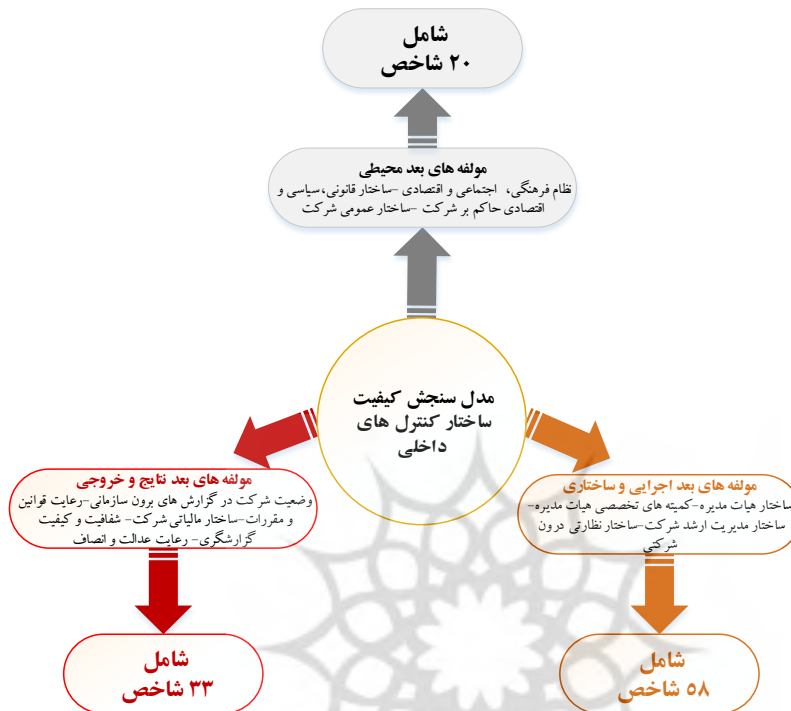 شامل
۲۰ شاخص
مولفه های بعد محیطی
نظام فرهنگی، اجتماعی و اقتصادی -ساختار قانونی،سیاسی و
اقتصادی حاکم بر شرکت -ساختار عمومی شرکت
مدل سنجش کیفیت
ساختار کنترل های
داخلی
مولفه های بعد اجرایی و ساختاری
ساختار هیات مدیره-کمیته های تخصصی هیات مدیره-
ساختار مدیریت ارشد شرکت-ساختار نظارتی درون
شرکتی
شامل
۵۸ شاخص
مولفه های بعد نتایج و خروجی
وضعیت شرکت در گزارش های برون سازمانی-رعایت قوانین
و مقررات-ساختار مالیاتی شرکت- شفافیت و کیفیت
گزارشگری- رعایت عدالت و انصاف
شامل
۳۳ شاخص